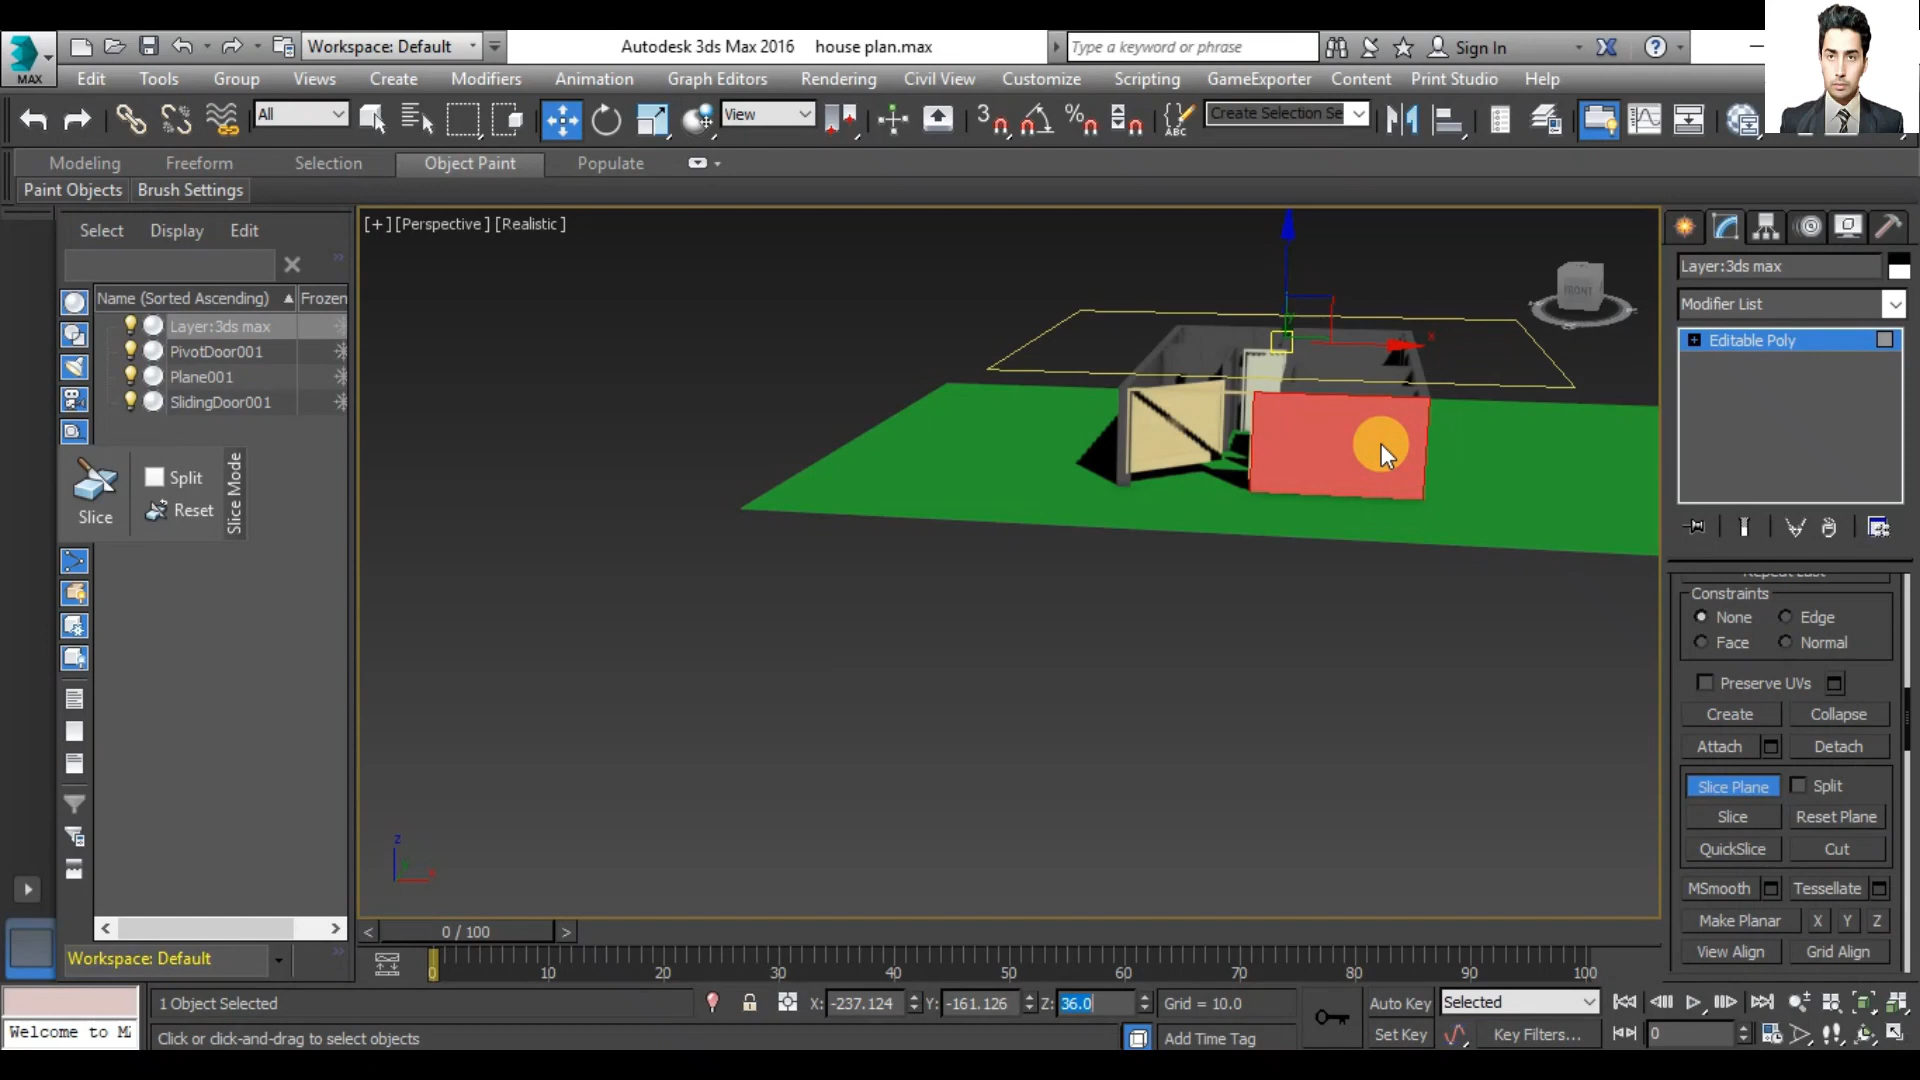 Workspace: Default
Autodesk 3ds Max 2016 house plan.max
Type a keyword or phrase
Sign In
MAX
Edit Tools Group Views Create Modifiers Animation Graph Editors Rendering Civil View Customize Scripting GameExporter Content Print Studio Help
All
View
3
%
ABC
Create Selection Se
Modeling Freeform Selection Object Paint Populate
Paint Objects Brush Settings
Select Display Edit
[+][Perspective][Realistic]
Name (Sorted Ascending) Frozen
Layer:3ds max
PivotDoor001
Plane001
SlidingDoor001
Split
Reset
Slice
Slice Mode
FRONT
x
y
z
Layer:3ds max
Modifier List
Editable Poly
Repeat Last
Constraints
None Edge
Face Normal
Preserve UVs
Create Collapse
Attach Detach
Slice Plane Split
Slice Reset Plane
QuickSlice Cut
MSmooth Tessellate
Make Planar X Y Z
View Align Grid Align
0 / 100
Workspace: Default
0 10 20 30 40 50 60 70 80 90 100
1 Object Selected
X: -237.124 Y: -161.126 Z: 36.0
Grid = 10.0
Auto Key Selected
Welcome to M
Click or click-and-drag to select objects
Add Time Tag
Set Key Key Filters...
0